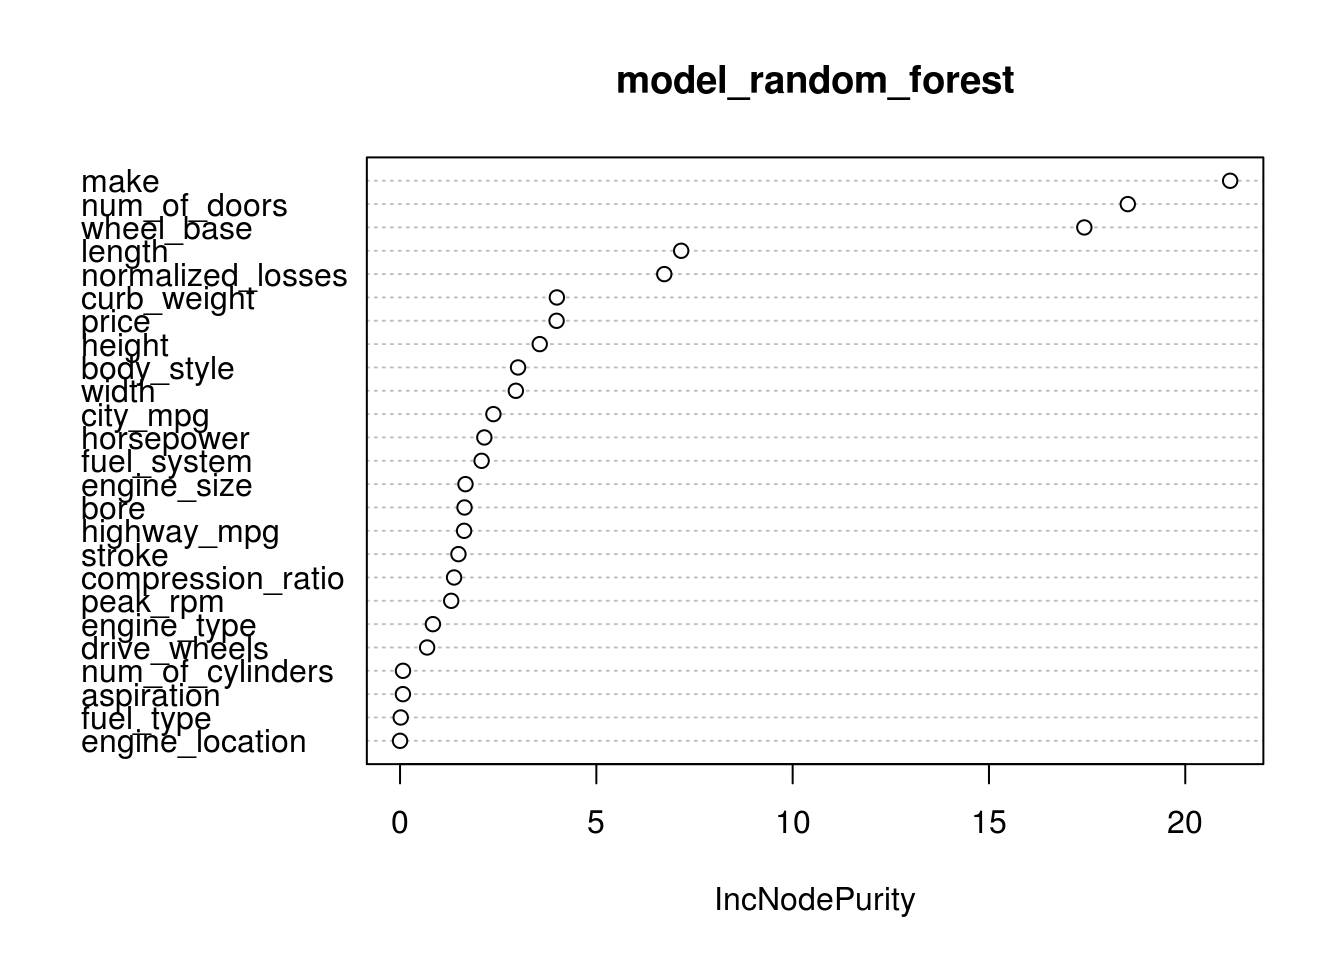 model_random_forest
make
num_of_doors
wheel_base
length
normalized_losses
curb_weight
price
height
body_style
width
city_mpg
horsepower
fuel_system
engine_size
bore
highway_mpg
stroke
compression_ratio
peak_rpm
engine_type
drive_wheels
num_of_cylinders
aspiration
fuel_type
engine_location
0 5 10 15 20
IncNodePurity